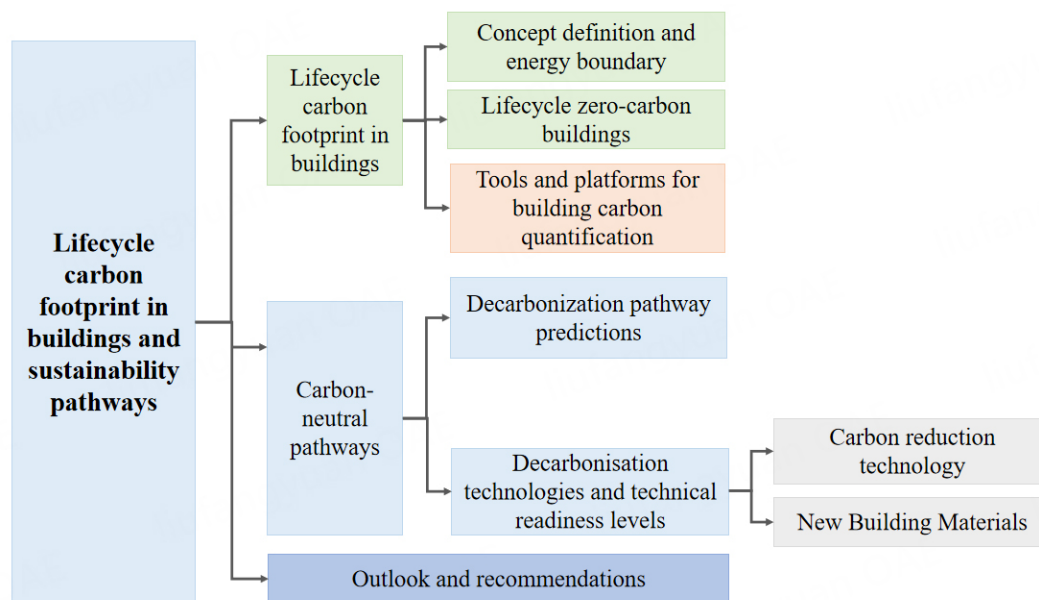 Lifecycle
carbon
footprint in
buildings and
sustainability
pathways
Lifecycle
carbon
footprint in
buildings
Concept definition and
energy boundary
Lifecycle zero-carbon
buildings
Tools and platforms for
building carbon
quantification
Carbon-
neutral
pathways
Decarbonization pathway
predictions
Decarbonisation
technologies and technical
readiness levels
Carbon reduction
technology
New Building Materials
Outlook and recommendations